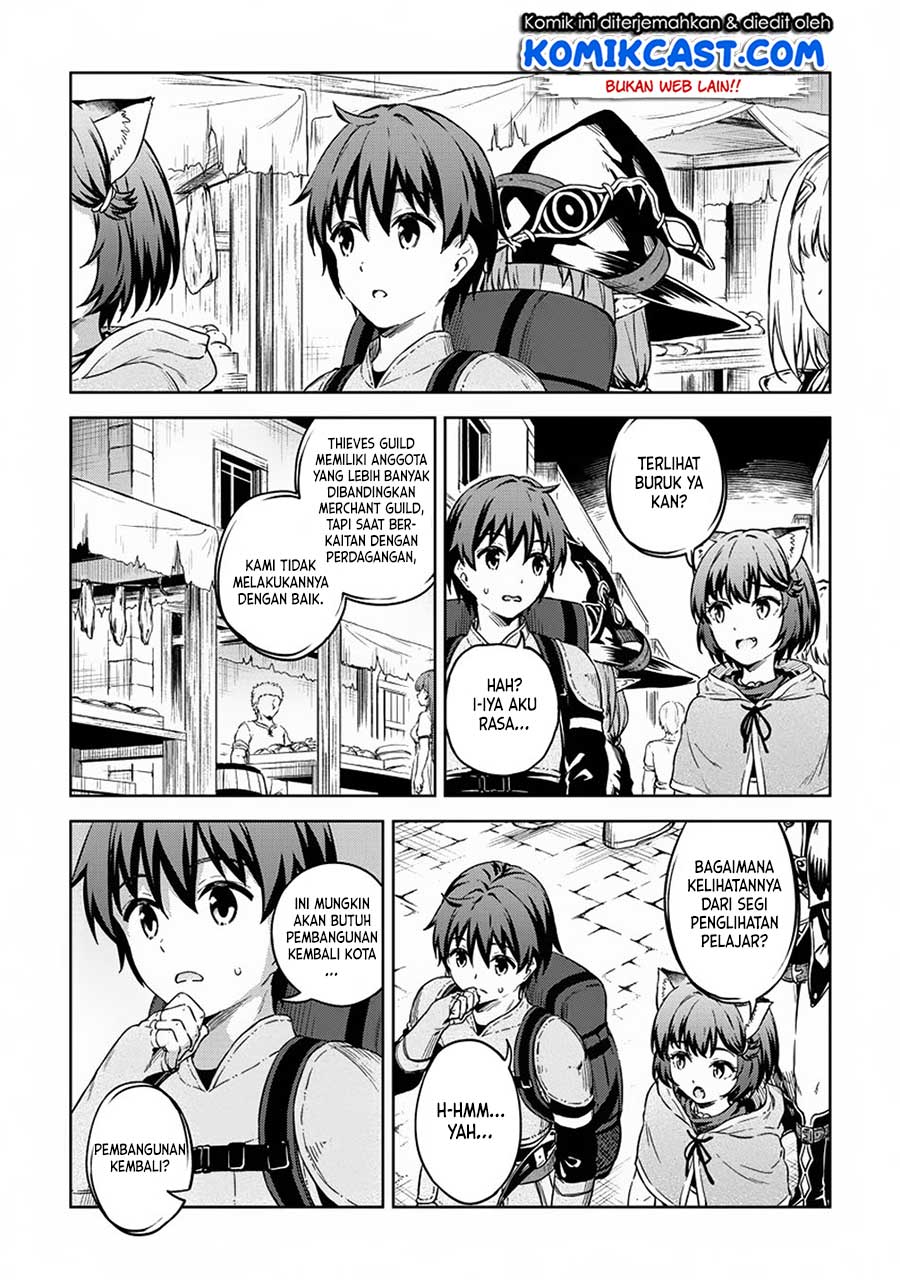 Komik ini diterjemahkan & diedit oleh
KOMIKCAST.COM
BUKAN WEB LAIN!!
TERLIHAT
BURUK YA
KAN?
HAH?
I-IYA AKU
RASA...
THIEVES GUILD
MEMILIKI ANGGOTA
YANG LEBIH BANYAK
DIBANDINGKAN
MERCHANT GUILD,
TAPI SAAT BER-
KAITAN DENGAN
PERDAGANGAN,
KAMI TIDAK
MELAKUKANNYA
DENGAN BAIK.
BAGAIMANA
KELIHATANNYA
DARI SEGI
PENGLIHATAN
PELAJAR?
H-HMM...
YAH...
INI MUNGKIN
AKAN BUTUH
PEMBANGUNAN
KEMBALI KOTA
...
PEMBANGUNAN
KEMBALI?